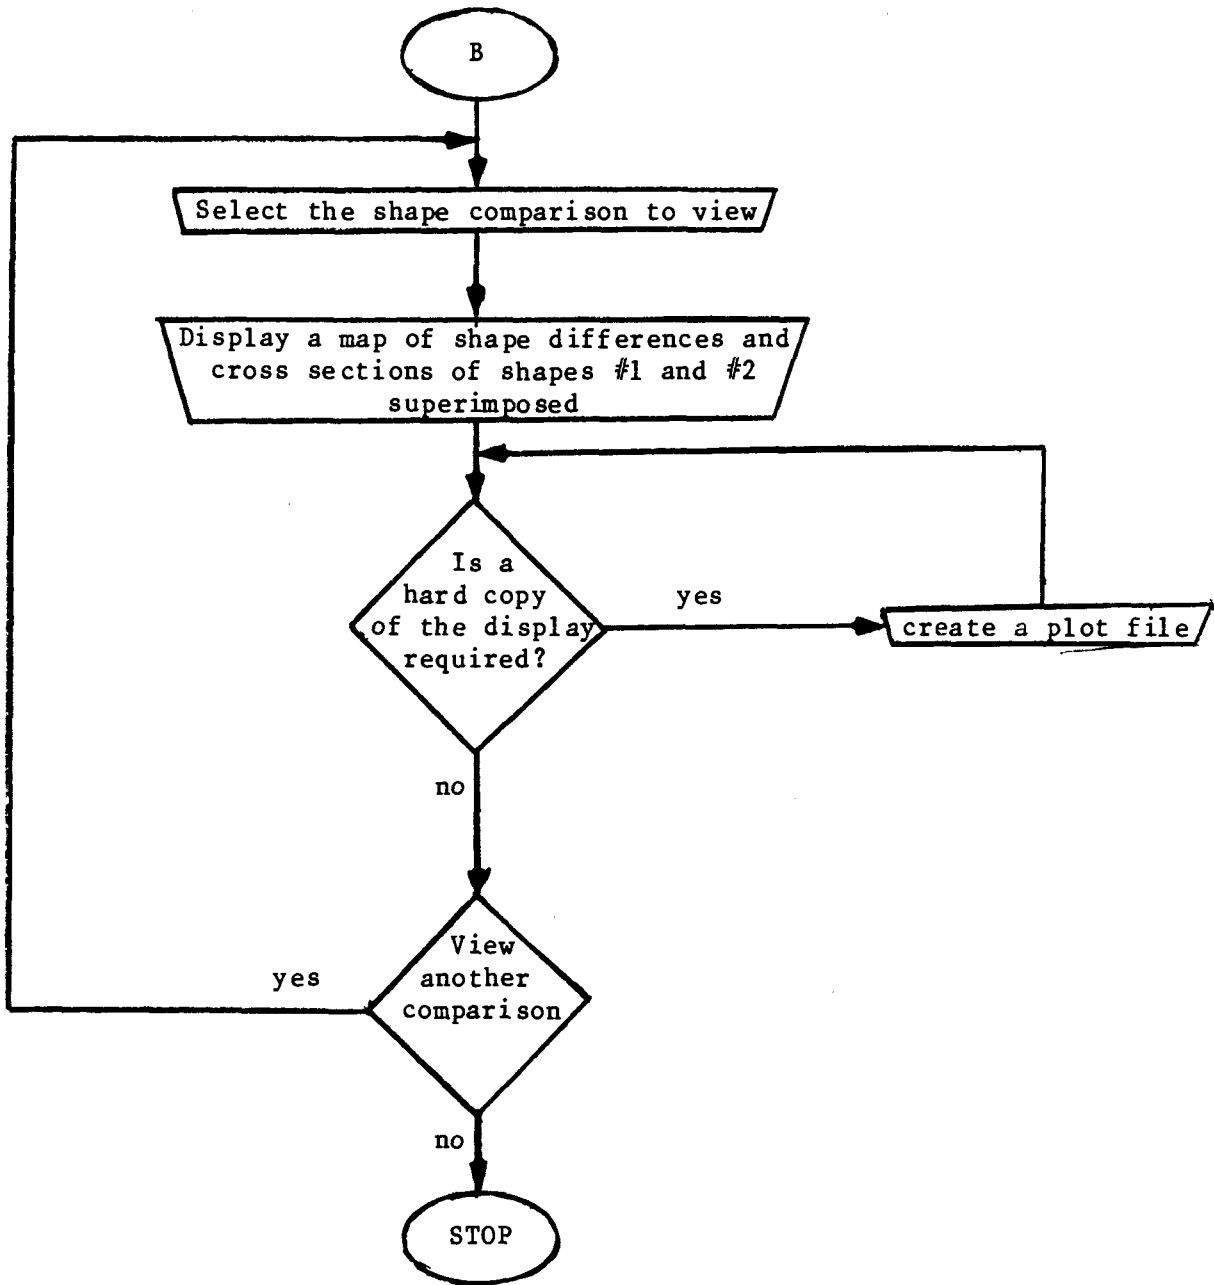 B
Select the shape comparison to view
Display a map of shape differences and
cross sections of shapes #1 and #2
superimposed
Is a
hard copy
of the display
required?
yes
create a plot file
no
View
another
comparison
yes
no
STOP